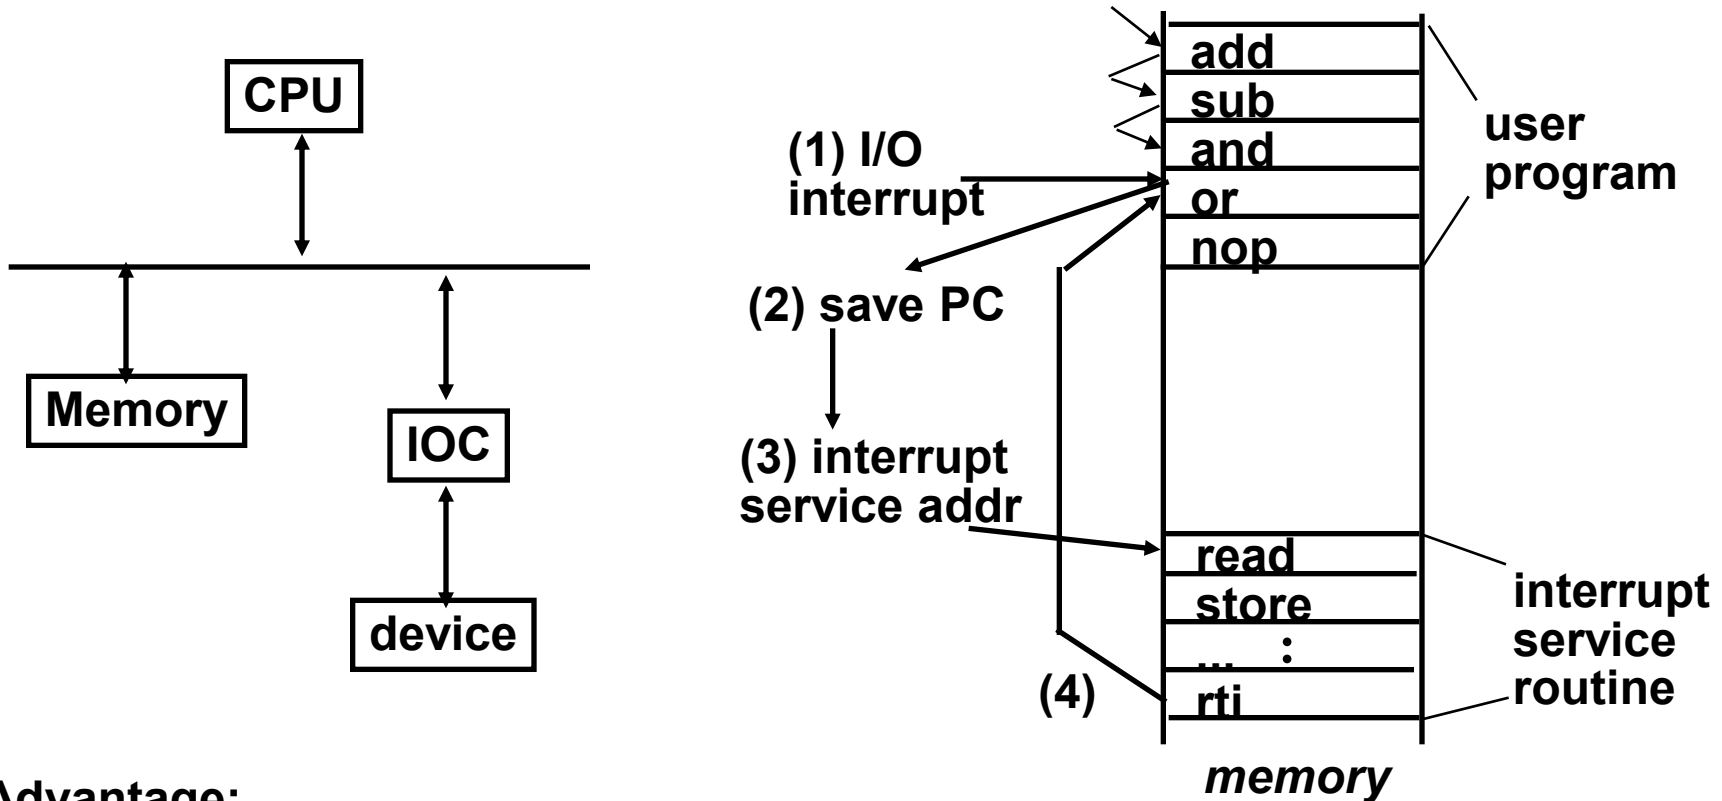 CPU
Memory
IOC
device
(1) I/O
interrupt
(2) save PC
(3) interrupt
service addr
(4)
add
sub
and
or
nop
user
program
read
store
:
...
rti
interrupt
service
routine
memory
Advantage: